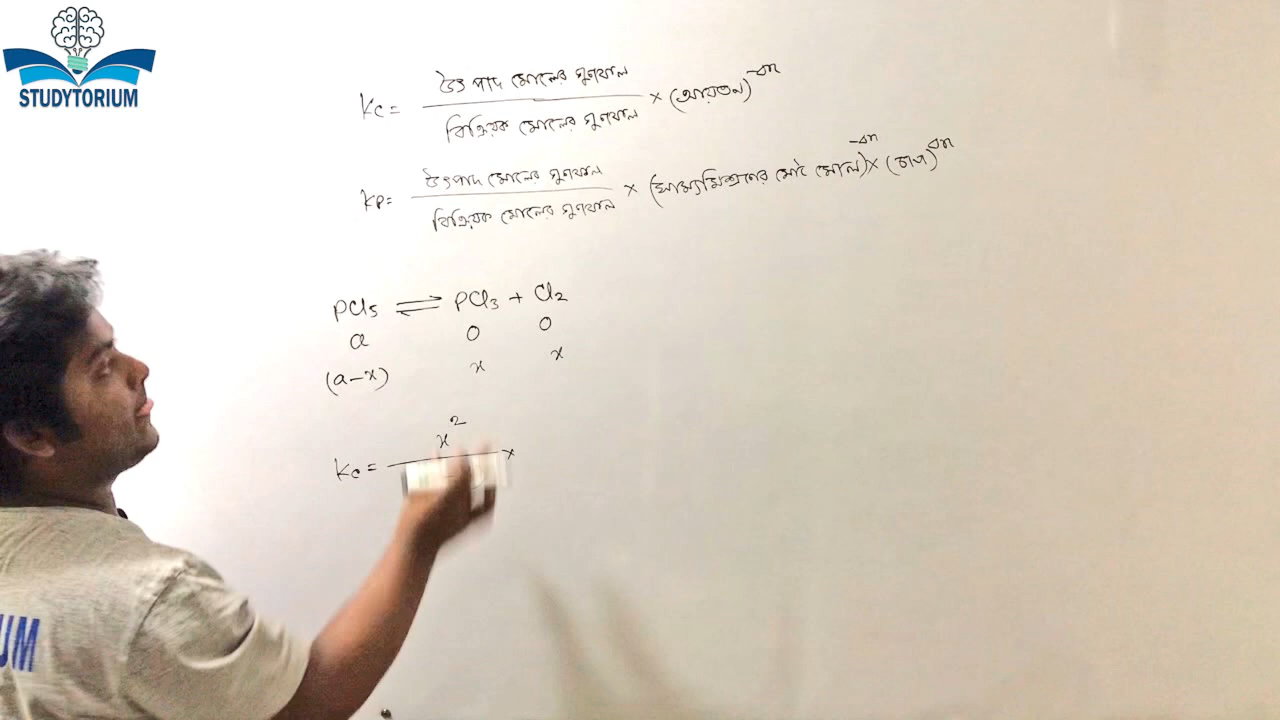 STUDYTORIUM
উৎপাদ মোলের গুণফল
Kc = ———————— × (আয়তন)^-Δn
বিক্রিয়ক মোলের গুণফল
উৎপাদ মোলের গুণফল
KP = ———————— × (সাম্যমিশ্রণের মোট মোল)^-Δn × (চাপ)^Δn
বিক্রিয়ক মোলের গুণফল
PCl5 ⇌ PCl3 + Cl2
a 0 0
(a-x) x x
x^2
Kc = ———— ×
UM